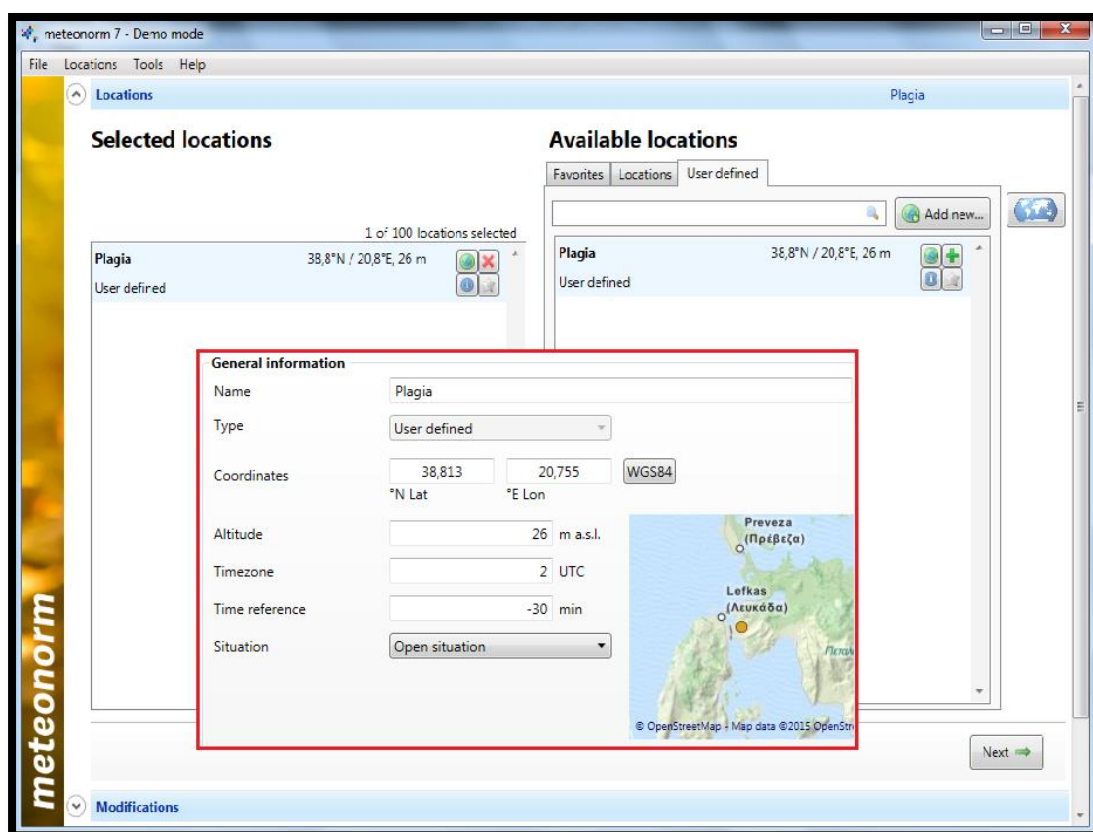 meteonorm 7 - Demo mode
File Locations Tools Help
Locations Plagia
Selected locations
Available locations
Favorites Locations User defined
Add new...
1 of 100 locations selected
Plagia 38,8°N / 20,8°E, 26 m
User defined
Plagia 38,8°N / 20,8°E, 26 m
User defined
General information
Name Plagia
Type User defined
Coordinates 38,813 20,755 WGS84
°N Lat °E Lon
Altitude 26 m a.s.l.
Timezone 2 UTC
Time reference -30 min
Situation Open situation
Preveza
(Πρέβεζα)
Lefkas
(Λευκάδα)
© OpenStreetMap - Map data ©2015 OpenStr
Next
Modifications
meteonorm